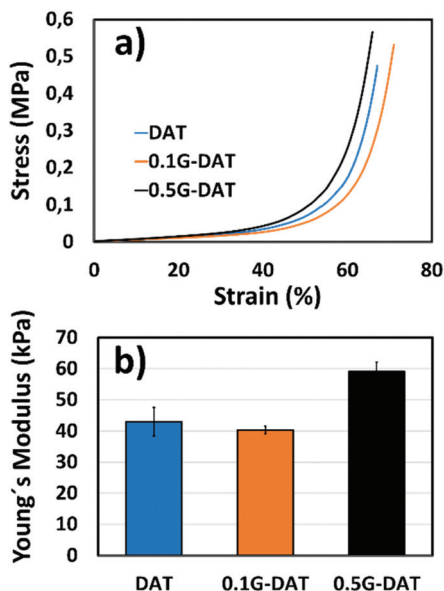 a)
Stress (MPa)
0,6
0,5
0,4
0,3
0,2
0,1
0
DAT
0.1G-DAT
0.5G-DAT
0 20 40 60 80
Strain (%)
b)
Young´s Modulus (kPa)
70
60
50
40
30
20
10
0
DAT 0.1G-DAT 0.5G-DAT